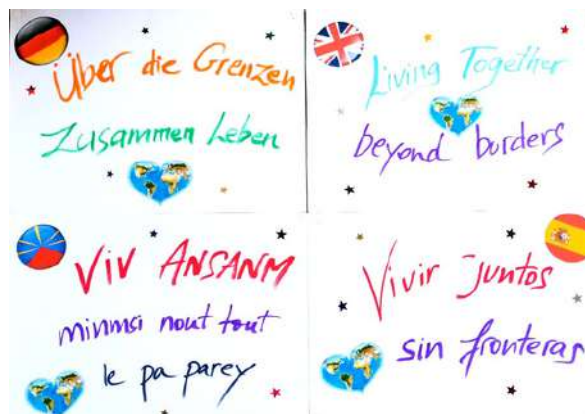 Über die Grenzen
Zusammen Leben
Living Together
beyond borders
Viv ANSANM
minmsi nout tout
le pa parey
Vivir juntos
sin fronteras